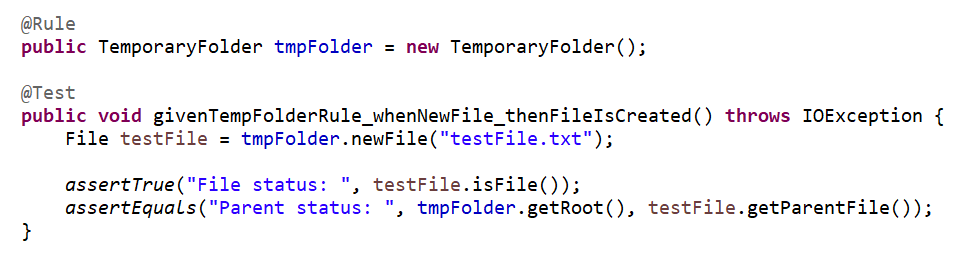 @Rule
public TemporaryFolder tmpFolder = new TemporaryFolder();
@Test
public void givenTempFolderRule_whenNewFile_thenFileIsCreated() throws IOException {
File testFile = tmpFolder.newFile("testFile.txt");
assertTrue("File status: ", testFile.isFile());
assertEquals("Parent status: ", tmpFolder.getRoot(), testFile.getParentFile());
}